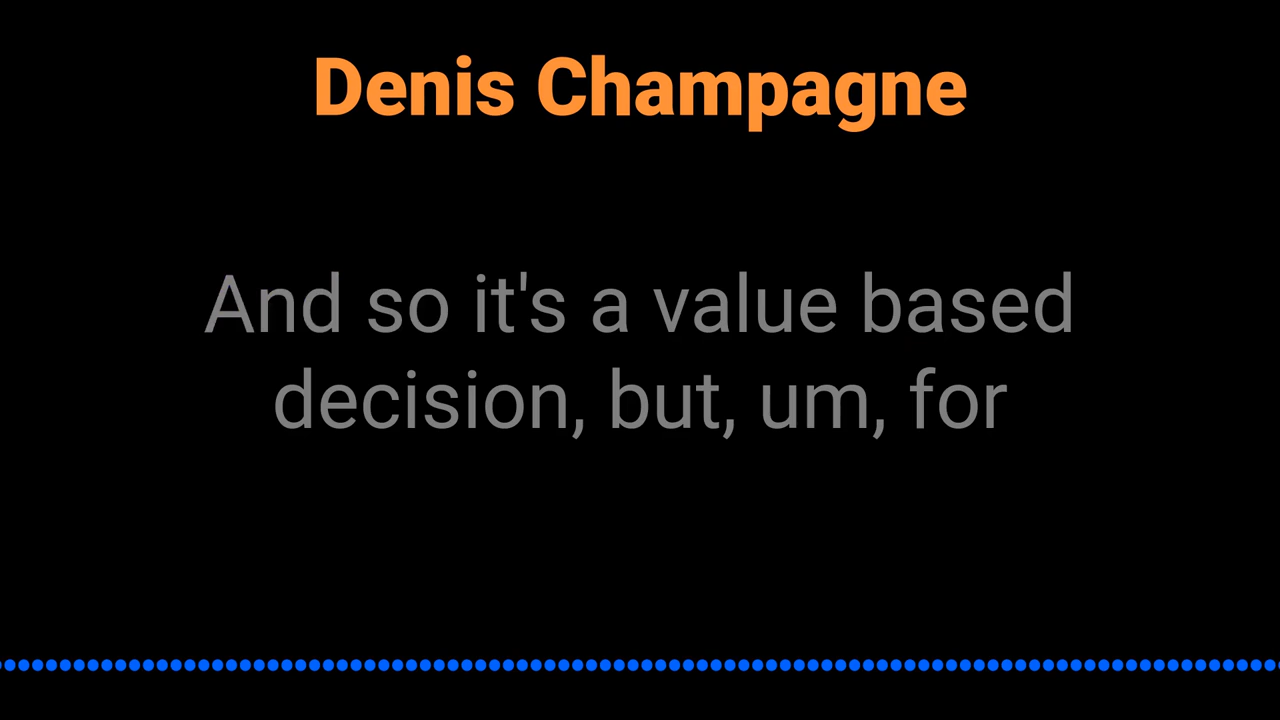 Denis Champagne
And so it's a value based
decision, but, um, for